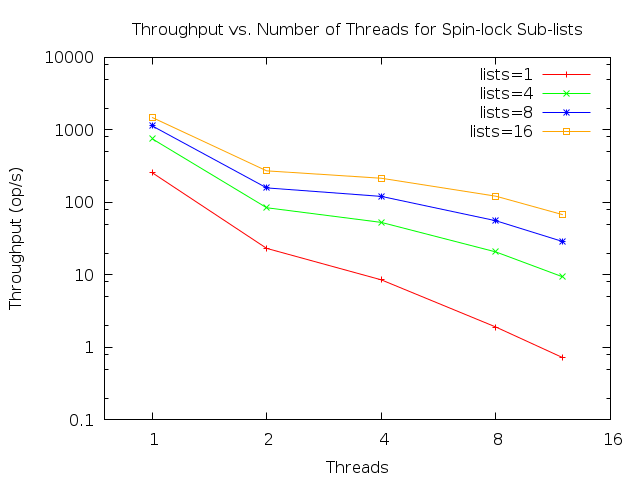 Throughput vs. Number of Threads for Spin-lock Sub-lists
10000
1000
100
10
1
0.1
Throughput (op/s)
lists=1
lists=4
lists=8
lists=16
1 2 4 8 16
Threads